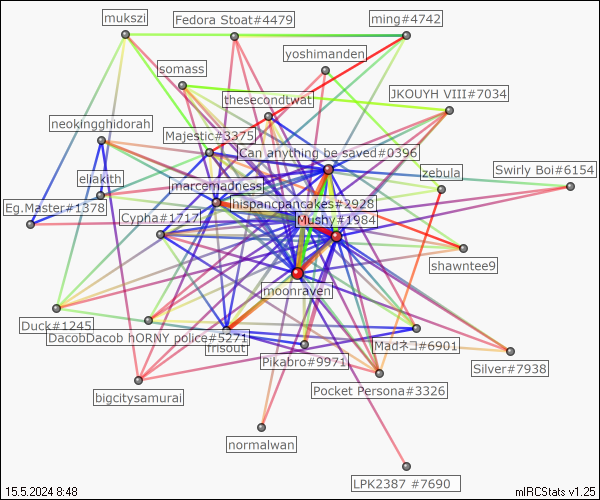 mukszi
Fedora Stoat#4479
ming#4742
yoshimanden
somass
JKOUYH VIII#7034
thesecondtwat
neokingghidorah
Majestic#3375
Can anything be saved#0396
eliakith
marcemadness
zebula
Swirly Boi#6154
Eg.Master#1378
Cypha#1717
hispancpancakes#2928
Mushy#1984
shawntee9
moonraven
Duck#1245
DacobDacob hORNY police#5271
frisout
Madネコ#6901
Pikabro#9971
Silver#7938
Pocket Persona#3326
bigcitysamurai
normalwan
LPK2387 #7690
15.5.2024 8:48
mIRCStats v1.25